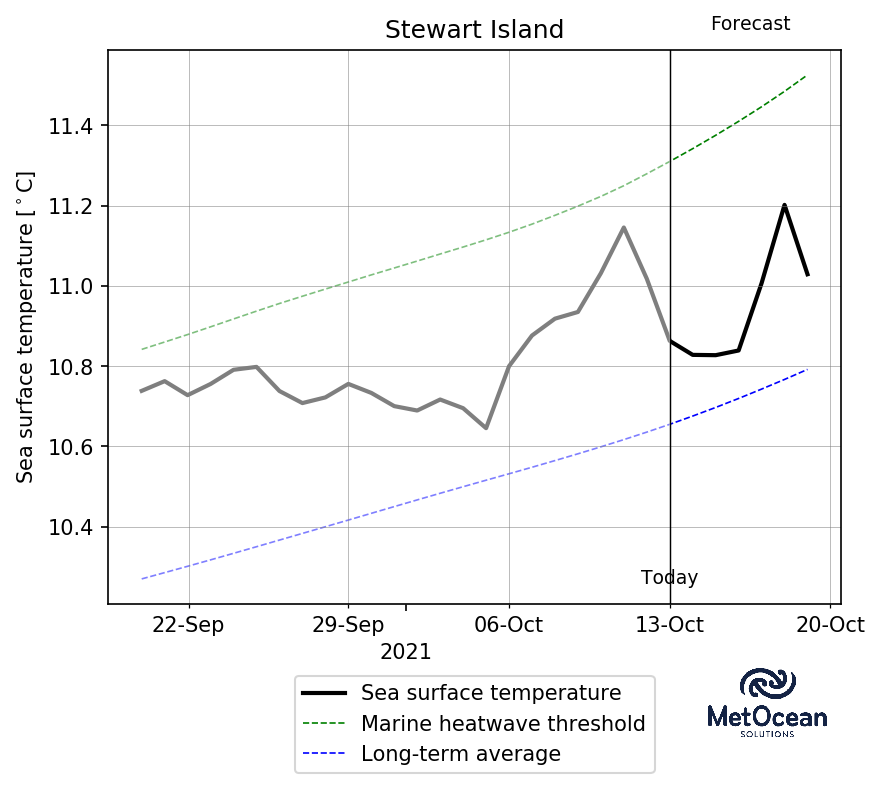 Stewart Island
Forecast
Sea surface temperature [°C]
11.4
11.2
11.0
10.8
10.6
10.4
Today
22-Sep
29-Sep
06-Oct
13-Oct
20-Oct
2021
Sea surface temperature
Marine heatwave threshold
Long-term average
MetOcean
SOLUTIONS